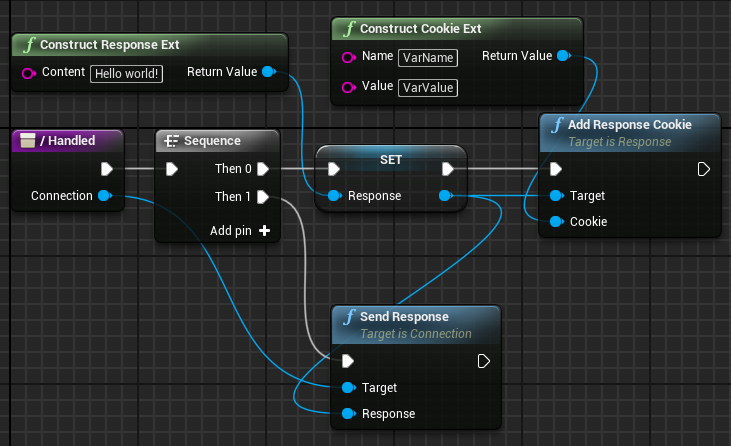 Construct Response Ext
Content Hello world! Return Value
Construct Cookie Ext
Name VarName Return Value
Value VarValue
/ Handled
Connection
Sequence
Then 0
Then 1
Add pin
SET
Response
Add Response Cookie
Target is Response
Target
Cookie
Send Response
Target is Connection
Target
Response